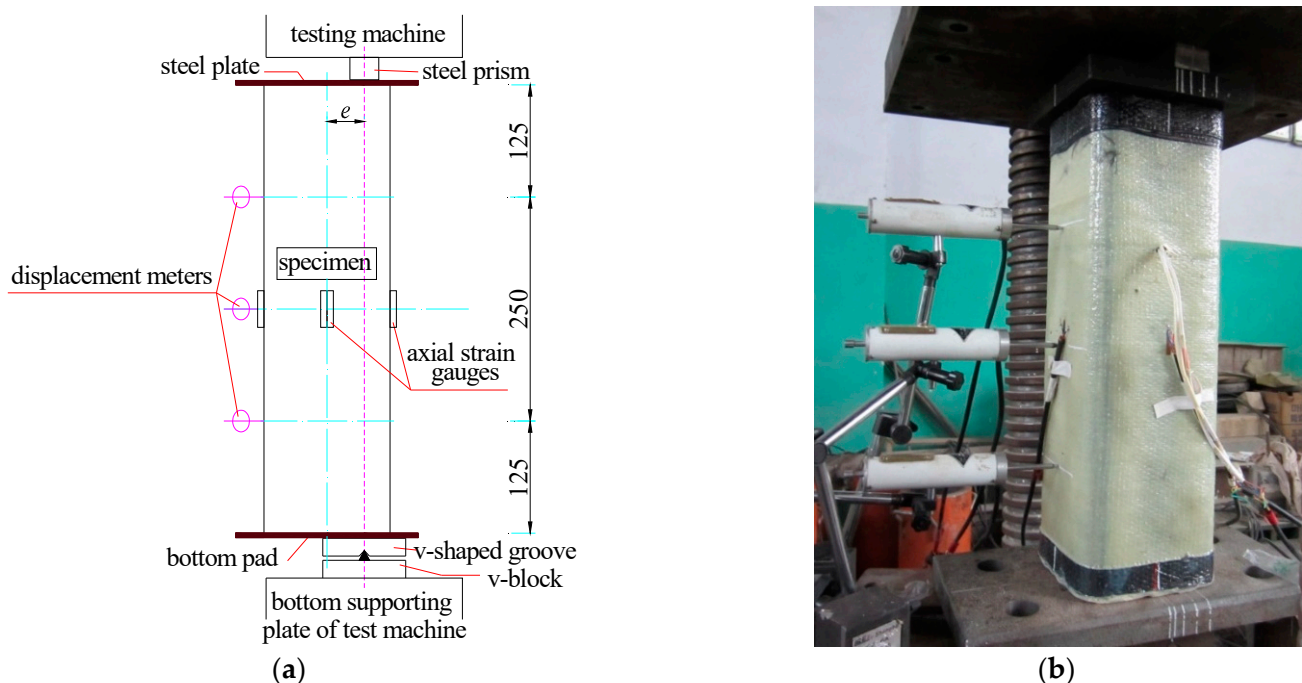 testing machine
steel plate
steel prism
e
125
specimen
displacement meters
250
axial strain
gauges
125
bottom pad
v-shaped groove
v-block
bottom supporting
plate of test machine
(a)
(b)